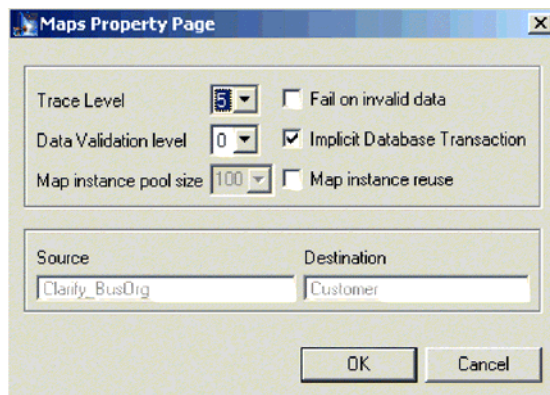 Maps Property Page
Trace Level 5 Fail on invalid data
Data Validation level 0 Implicit Database Transaction
Map instance pool size 100 Map instance reuse
Source Destination
Clarify_BusOrg Customer
OK Cancel